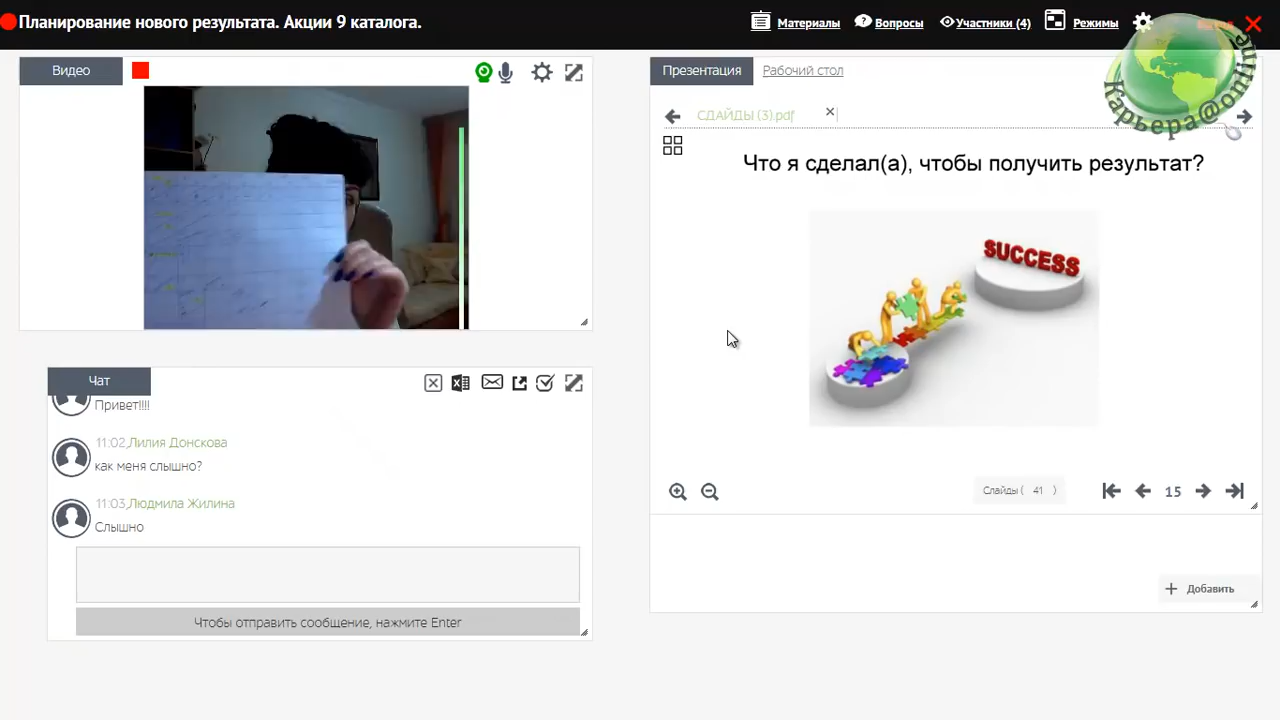 Планирование нового результата. Акции 9 каталога.
Материалы
Вопросы
Участники (4)
Режимы
Видео
Презентация
Рабочий стол
Карьера@online
СДАЙДЫ (3).pdf
Что я сделал(а), чтобы получить результат?
SUCCESS
Чат
Привет!!!!
11:02,Лилия Донскова
как меня слышно?
11:03,Людмила Жилина
Слышно
Слайды ( 41 )
15
Добавить
Чтобы отправить сообщение, нажмите Enter